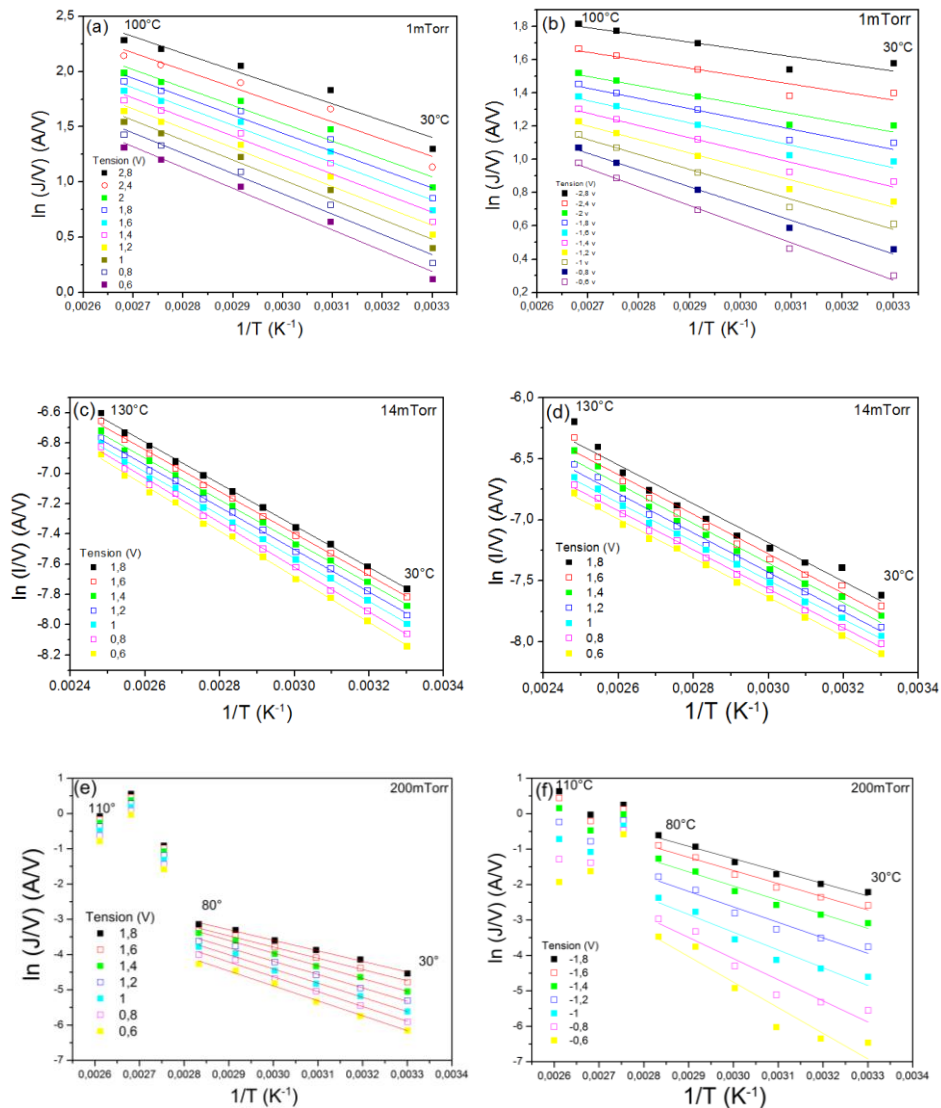 (a) 100°C 1mTorr
30°C
Tension (V)
2,8
2,4
2
1,8
1,6
1,4
1,2
1
0,8
0,6
ln (J/V) (A/V)
2,5
2,0
1,5
1,0
0,5
0,0
0,0026 0,0027 0,0028 0,0029 0,0030 0,0031 0,0032 0,0033
1/T (K⁻¹)
(b) 100°C 1mTorr
30°C
Tension (V)
-2,8 v
-2,4 v
-2 v
-1,8 v
-1,6 v
-1,4 v
-1,2 v
-1 v
-0,8 v
-0,6 v
ln (J/V) (A/V)
2,0
1,8
1,6
1,4
1,2
1,0
0,8
0,6
0,4
0,2
0,0026 0,0027 0,0028 0,0029 0,0030 0,0031 0,0032 0,0033
1/T (K⁻¹)
(c) 130°C 14mTorr
30°C
Tension (V)
1,8
1,6
1,4
1,2
1
0,8
0,6
ln (I/V) (A/V)
-6.6
-6.8
-7.0
-7.2
-7.4
-7.6
-7.8
-8.0
-8.2
0.0024 0.0026 0.0028 0.0030 0.0032 0.0034
1/T (K⁻¹)
(d) 130°C 14mTorr
30°C
Tension (V)
1,8
1,6
1,4
1,2
1
0,8
0,6
ln (I/V) (A/V)
-6,0
-6,5
-7,0
-7,5
-8,0
0,0024 0,0026 0,0028 0,0030 0,0032 0,0034
1/T (K⁻¹)
(e) 200mTorr
110°
80°
30°
Tension (V)
1,8
1,6
1,4
1,2
1
0,8
0,6
ln (J/V) (A/V)
1
0
-1
-2
-3
-4
-5
-6
-7
0,0026 0,0027 0,0028 0,0029 0,0030 0,0031 0,0032 0,0033 0,0034
1/T (K⁻¹)
(f) 110°C 200mTorr
80°C
30°C
Tension (V)
-1,8
-1,6
-1,4
-1,2
-1
-0,8
-0,6
ln (J/V) (A/V)
1
0
-1
-2
-3
-4
-5
-6
-7
0,0026 0,0027 0,0028 0,0029 0,0030 0,0031 0,0032 0,0033 0,0034
1/T (K⁻¹)